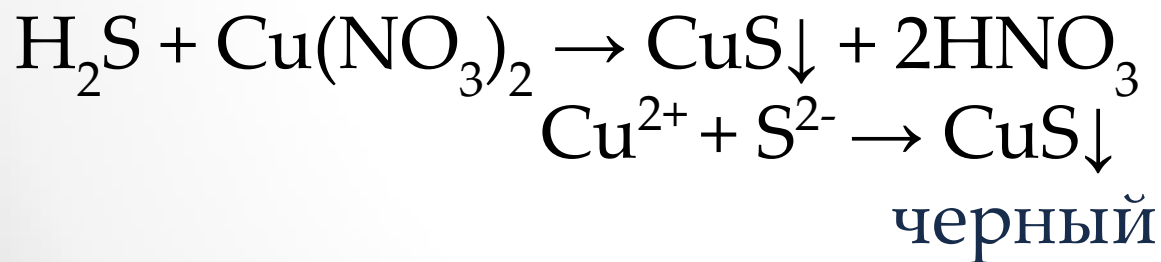 H₂S + Cu(NO₃)₂ → CuS↓ + 2HNO₃
Cu²⁺ + S²⁻ → CuS↓
черный